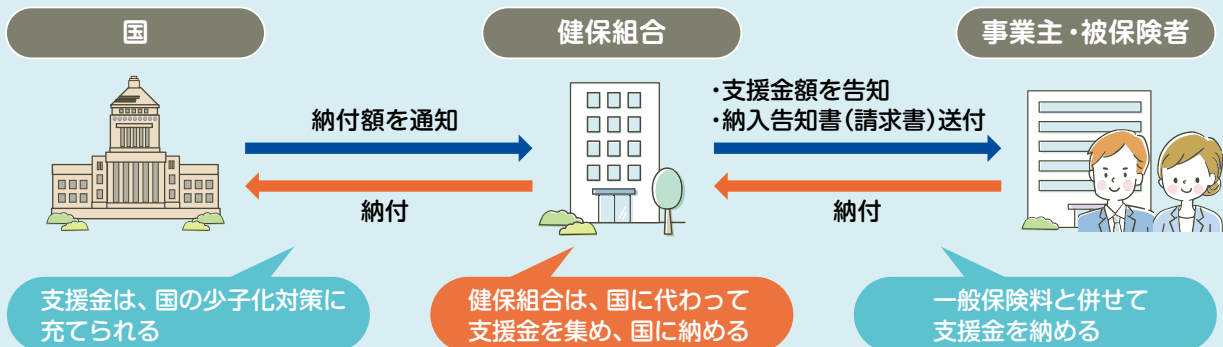 国
健保組合
事業主・被保険者
納付額を通知
納付
・支援金額を告知
・納入告知書(請求書)送付
納付
支援金は、国の少子化対策に
充てられる
健保組合は、国に代わって
支援金を集め、国に納める
一般保険料と併せて
支援金を納める